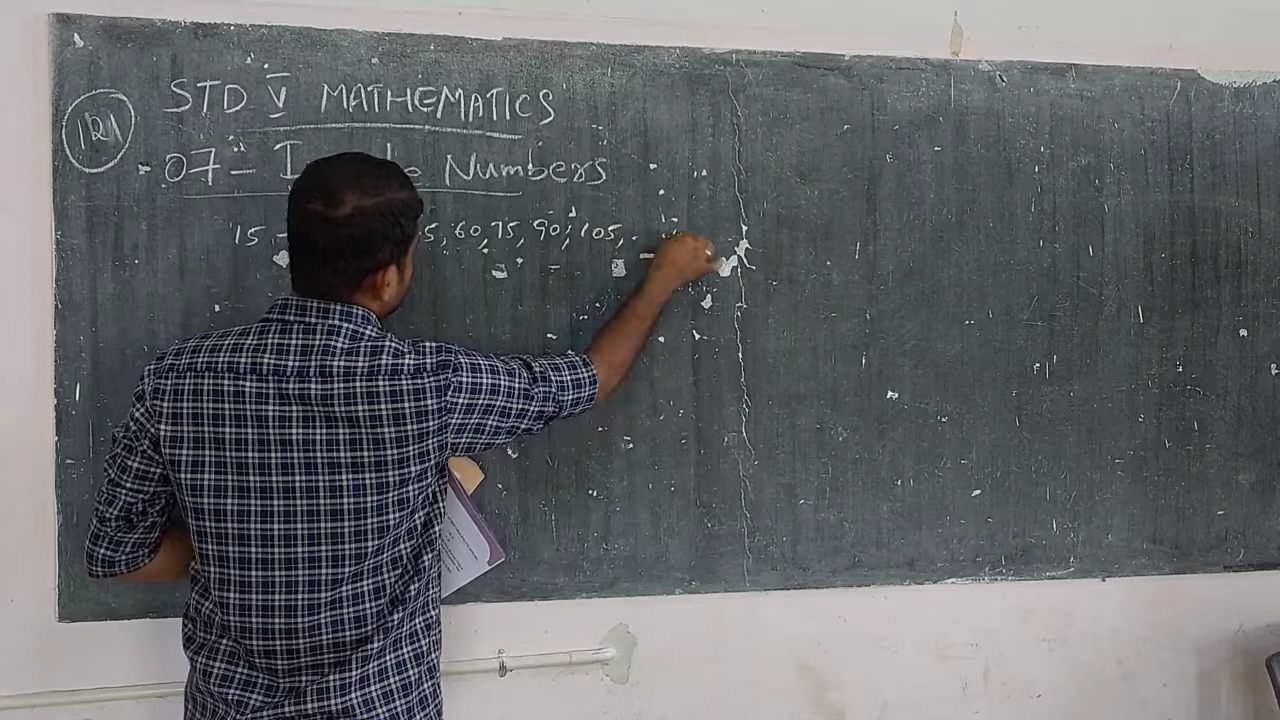 121
STD V MATHEMATICS
07 - Numbers
15 5, 60, 75, 90, 105,